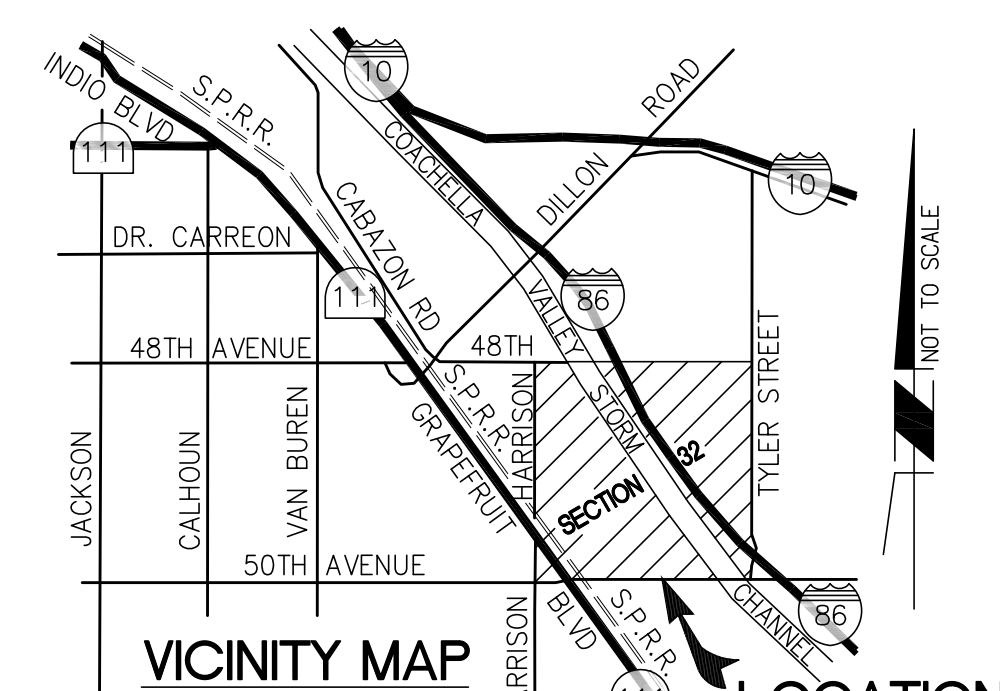 10
ROAD
INDIO BLVD
S.P.R.R.
111
COACHELLA
DILLON
10
CABAZON RD
DR. CARREON
NOT TO SCALE
111
VALLEY
86
48TH AVENUE
48TH
TYLER STREET
S.P.R.R.
HARRISON
STORM
JACKSON
CALHOUN
VAN BUREN
GRAPEFRUIT
32
SECTION
50TH AVENUE
BLVD
S.P.R.R.
CHANNEL
86
VICINITY MAP